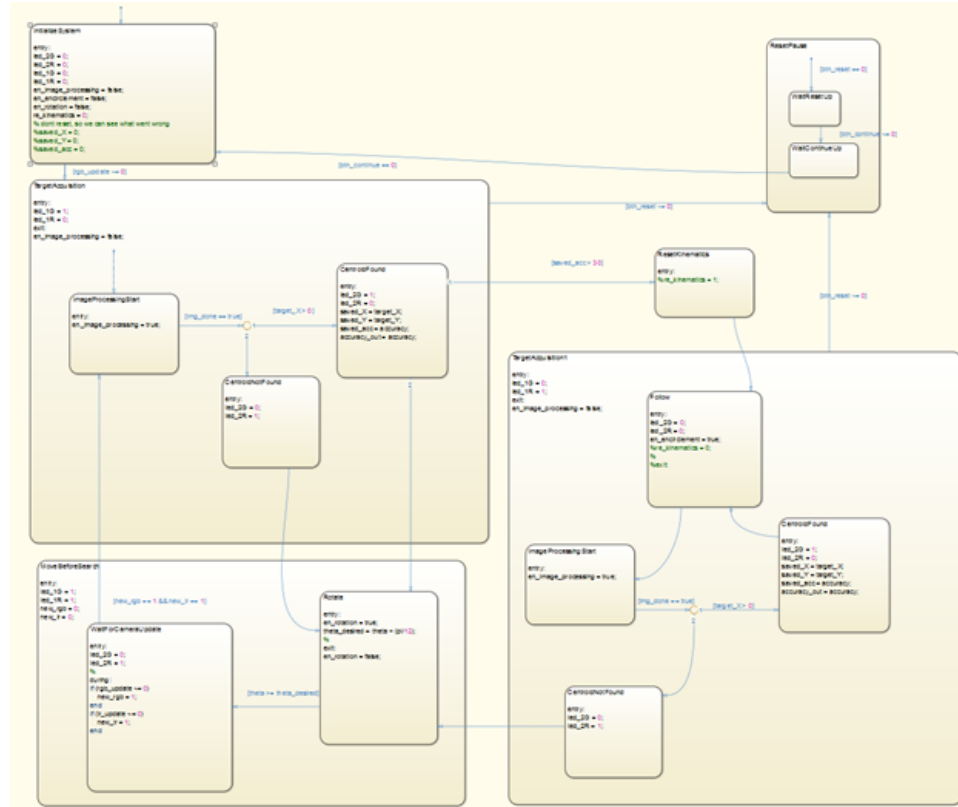 InitializeSystem
entry:
led_2G = 0;
led_2R = 0;
led_1G = 0;
led_1R = 0;
en_image_processing = false;
en_encirclement = false;
en_rotation = false;
re_kinematics = 0;
% dont reset, so we can see what went wrong
%saved_X = 0;
%saved_Y = 0;
%saved_acc = 0;
[rgb_update ~= 0]
ResetPause
[btn_reset == 0]
WaitResetUp
[btn_continue ~= 0]
WaitContinueUp
[btn_continue == 0]
[btn_reset ~= 0]
[btn_reset ~= 0]
TargetAcquisition
entry:
led_1G = 1;
led_1R = 0;
exit:
en_image_processing = false;
ImageProcessingStart
entry:
en_image_processing = true;
[img_done == true]
[target_X > 0]
CentroidFound
entry:
led_2G = 1;
led_2R = 0;
saved_X = target_X;
saved_Y = target_Y;
saved_acc = accuracy;
accuracy_out = accuracy;
CentroidNotFound
entry:
led_2G = 0;
led_2R = 1;
ResetKinematics
entry:
%re_kinematics = 1;
TargetAcquisition1
entry:
led_1G = 0;
led_1R = 1;
exit:
en_image_processing = false;
Follow
entry:
led_2G = 0;
led_2R = 0;
en_encirclement = true;
%re_kinematics = 0;
%
%exit:
ImageProcessingStart
entry:
en_image_processing = true;
[img_done == true]
[target_X > 0]
CentroidFound
entry:
led_2G = 1;
led_2R = 0;
saved_X = target_X;
saved_Y = target_Y;
saved_acc = accuracy;
accuracy_out = accuracy;
CentroidNotFound
entry:
led_2G = 0;
led_2R = 1;
MoveBeforeSearch
entry:
led_1G = 1;
led_1R = 1;
new_rgb = 0;
new_ir = 0;
[new_rgb == 1 && new_ir == 1]
WaitForCameraUpdate
entry:
led_2G = 0;
led_2R = 1;
%
during:
if (rgb_update ~= 0)
new_rgb = 1;
end
if (ir_update ~= 0)
new_ir = 1;
end
Rotate
entry:
en_rotation = true;
theta_desired = theta + (pi/12);
%
exit:
en_rotation = false;
[theta >= theta_desired]